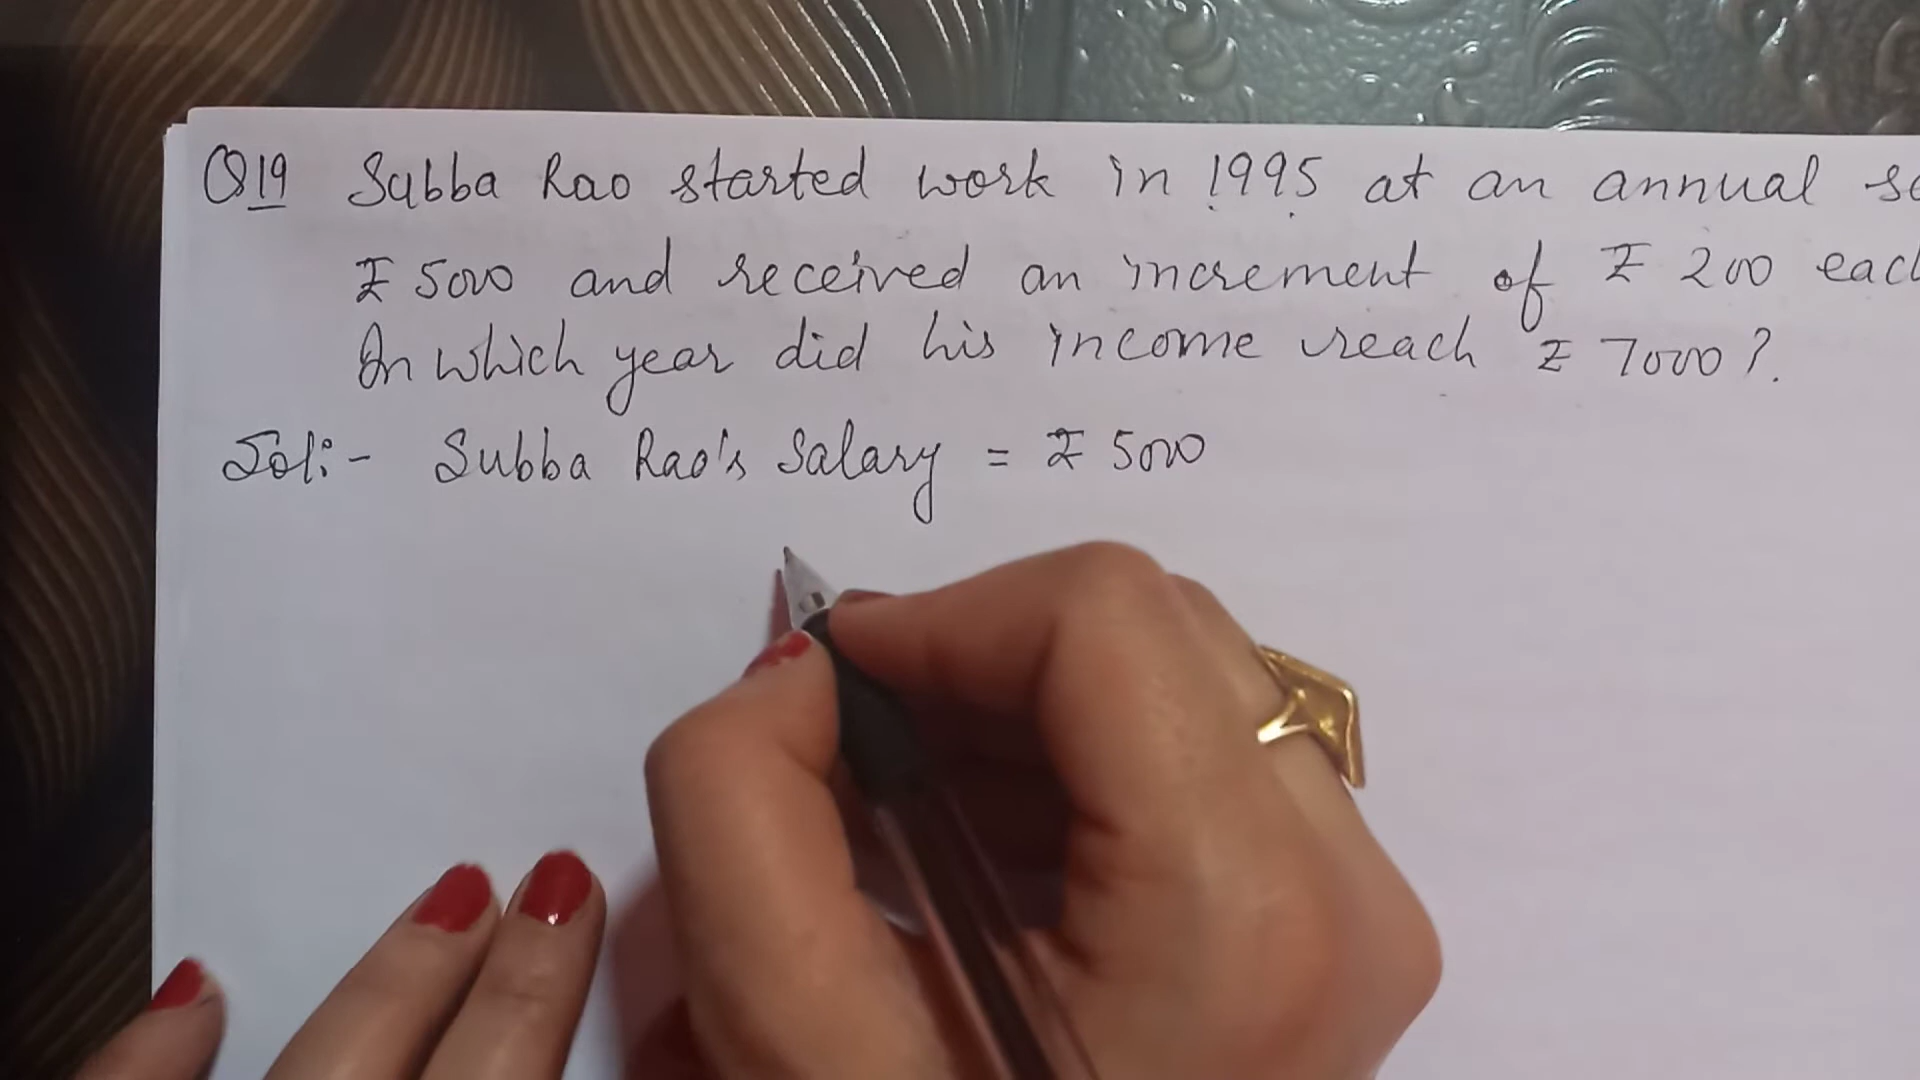 Q19 Subba Rao started work in 1995 at an annual
₹ 5000 and received an increment of ₹ 200 each
In which year did his income reach ₹ 7000?.
Sol:- Subba Rao's Salary = ₹ 5000